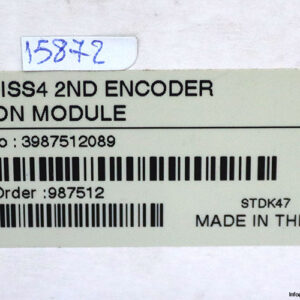 15872
ISS4 2ND ENCODER
ON MODULE
o : 3987512089
Order :987512
STDK47
MADE IN TH